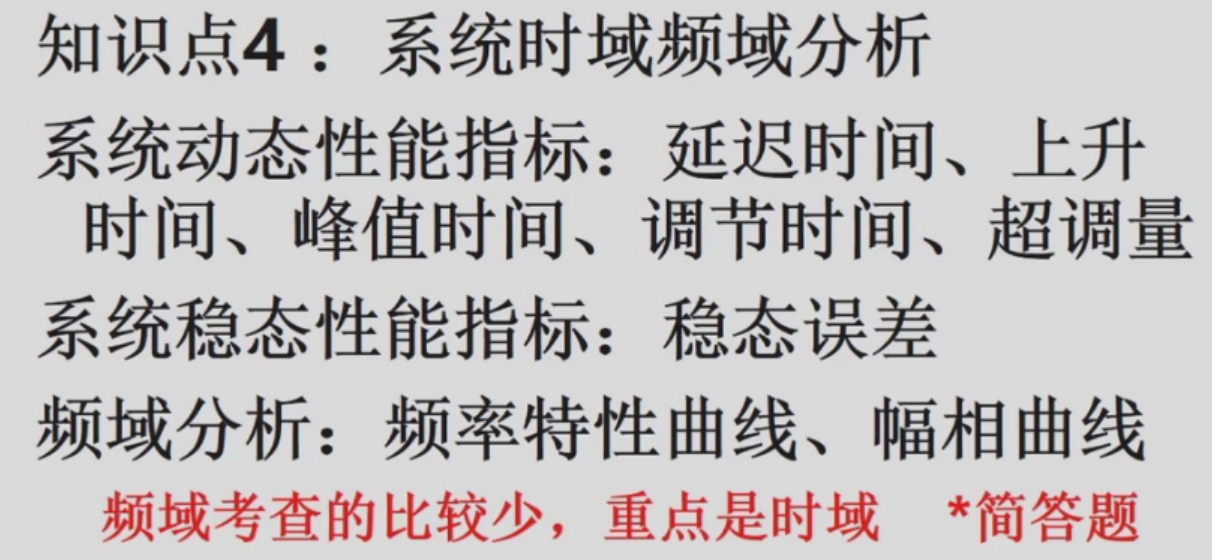 知识点4：系统时域频域分析
系统动态性能指标：延迟时间、上升
时间、峰值时间、调节时间、超调量
系统稳态性能指标：稳态误差
频域分析：频率特性曲线、幅相曲线
频域考查的比较少，重点是时域 *简答题